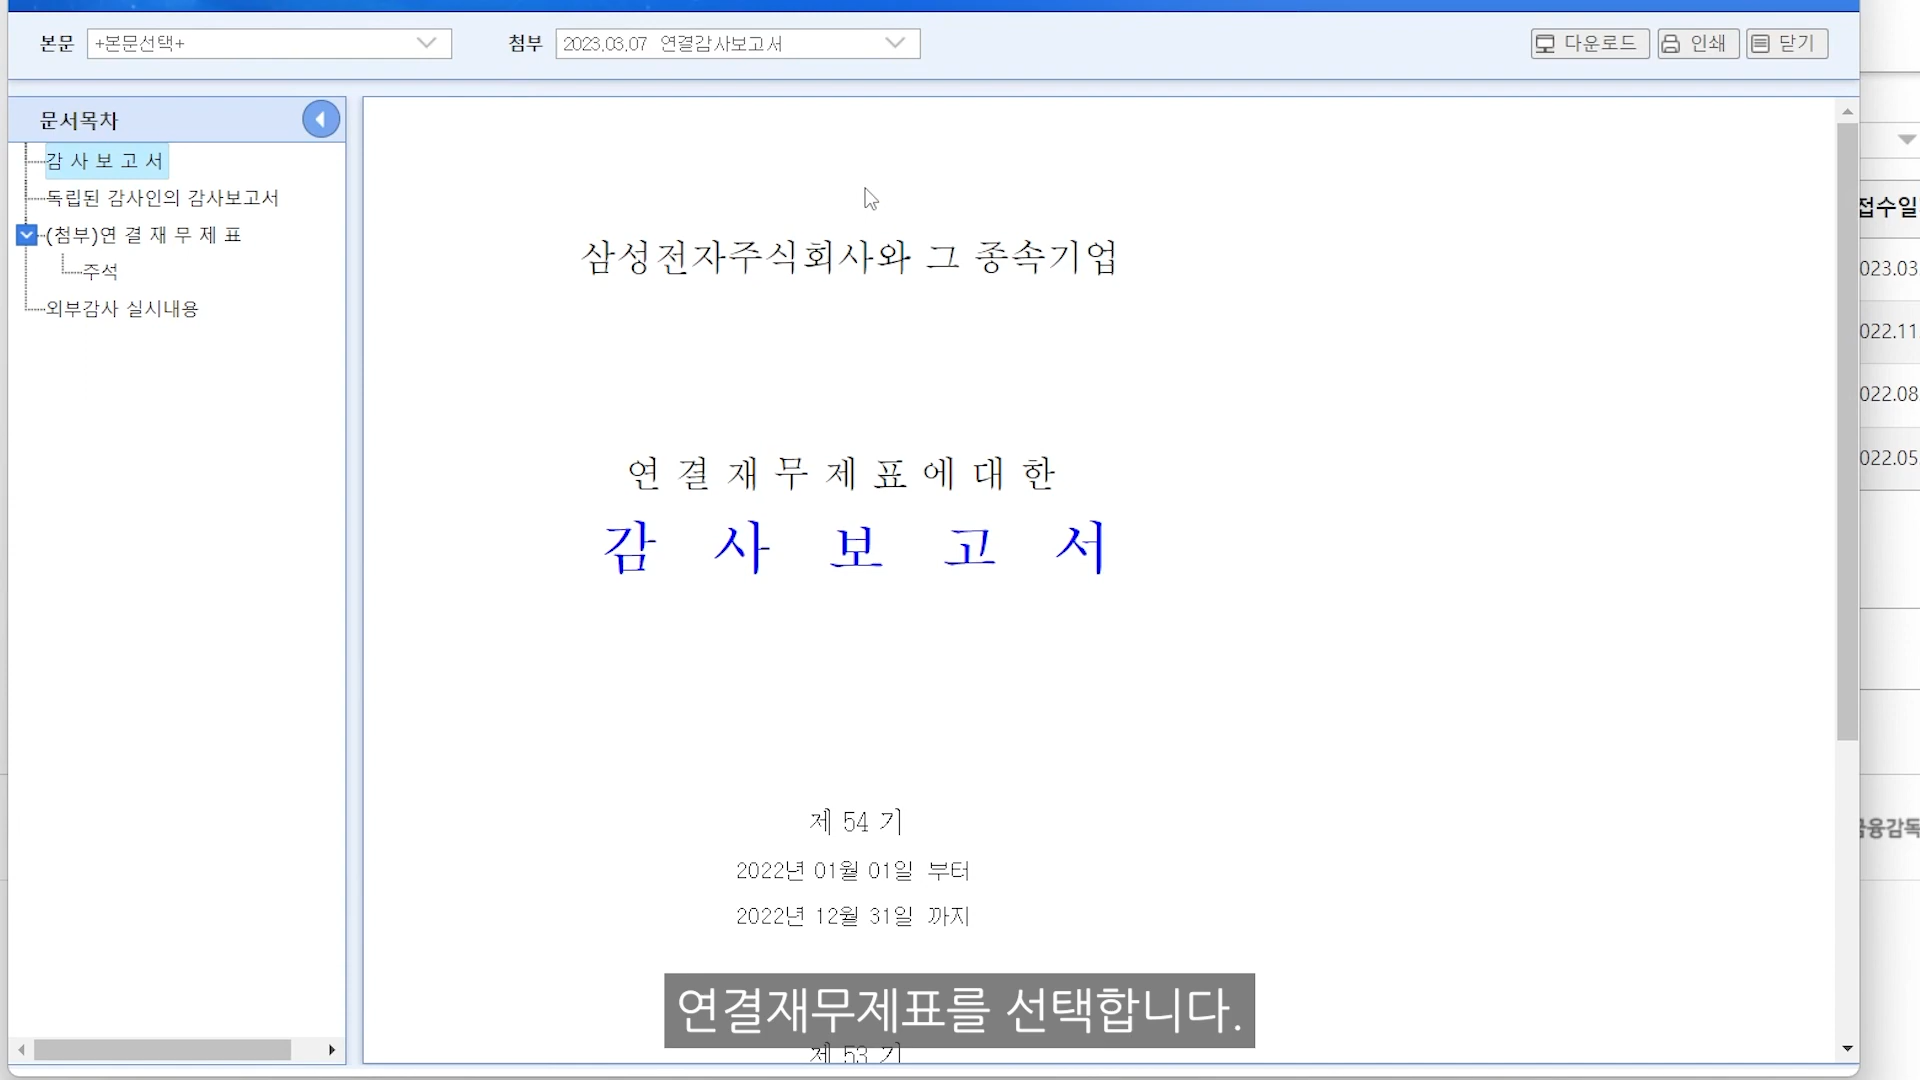 본문 +본문선택+ 첨부 2023.03.07 연결감사보고서 다운로드 인쇄 닫기
문서목차
감 사 보 고 서
독립된 감사인의 감사보고서
(첨부)연 결 재 무 제 표
주석
외부감사 실시내용
삼성전자주식회사와 그 종속기업
연 결 재 무 제 표 에 대 한
감 사 보 고 서
제 54 기
2022년 01월 01일 부터
2022년 12월 31일 까지
제 53 기
연결재무제표를 선택합니다.
접수일
023.03
022.11
022.08
022.05
금융감독